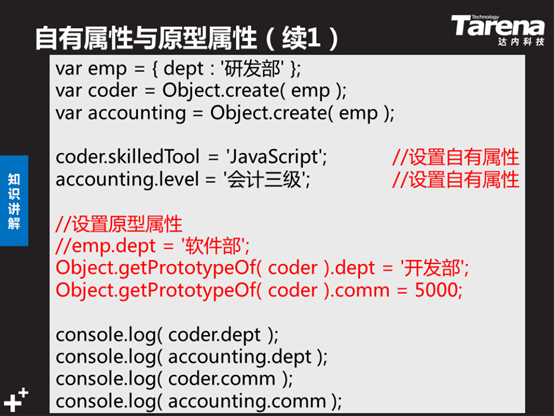 自有属性与原型属性（续1）
Technology
Tarena
达内科技
知识讲解
var emp = { dept : '研发部' };
var coder = Object.create( emp );
var accounting = Object.create( emp );
coder.skilledTool = 'JavaScript'; //设置自有属性
accounting.level = '会计三级'; //设置自有属性
//设置原型属性
//emp.dept = '软件部';
Object.getPrototypeOf( coder ).dept = '开发部';
Object.getPrototypeOf( coder ).comm = 5000;
console.log( coder.dept );
console.log( accounting.dept );
console.log( coder.comm );
console.log( accounting.comm );